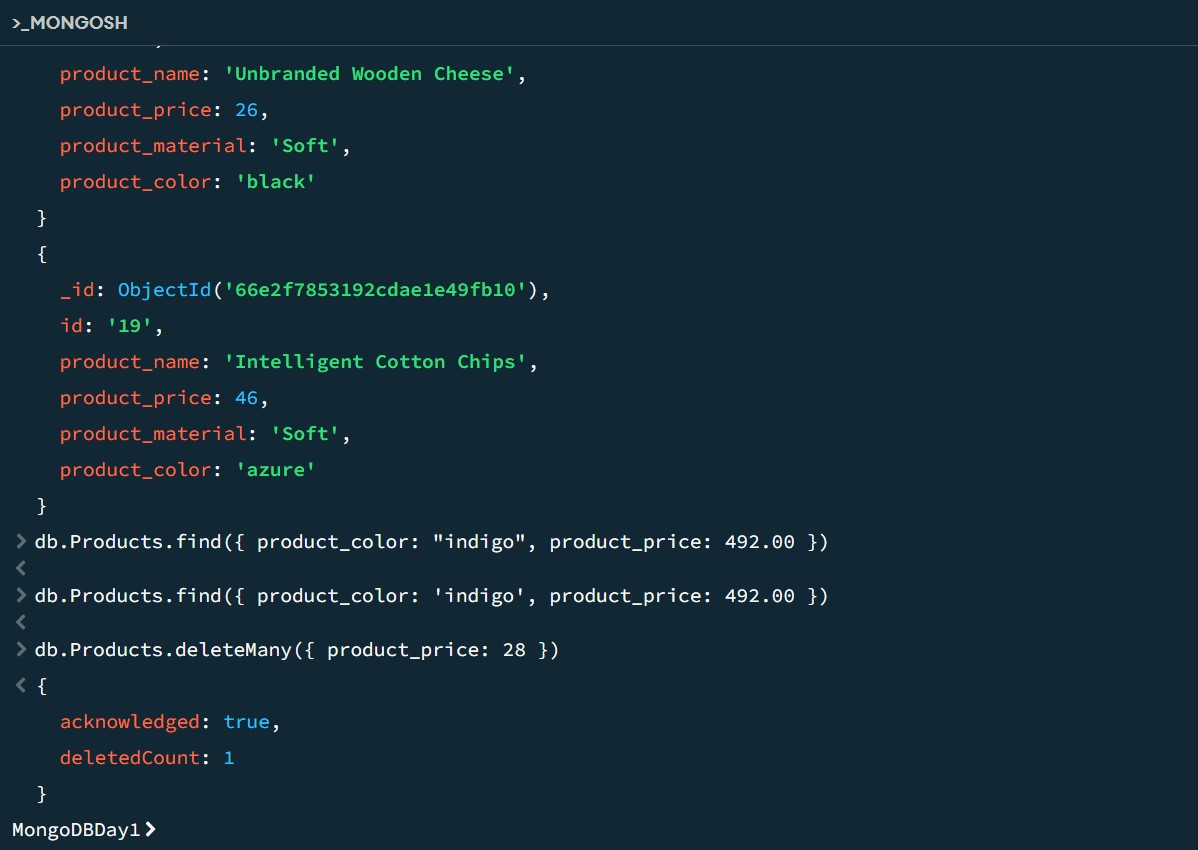 >_MONGOSH
product_name: 'Unbranded Wooden Cheese',
product_price: 26,
product_material: 'Soft',
product_color: 'black'
}
{
_id: ObjectId('66e2f7853192cdae1e49fb10'),
id: '19',
product_name: 'Intelligent Cotton Chips',
product_price: 46,
product_material: 'Soft',
product_color: 'azure'
}
> db.Products.find({ product_color: "indigo", product_price: 492.00 })
<
> db.Products.find({ product_color: 'indigo', product_price: 492.00 })
<
> db.Products.deleteMany({ product_price: 28 })
< {
acknowledged: true,
deletedCount: 1
}
MongoDBDay1>